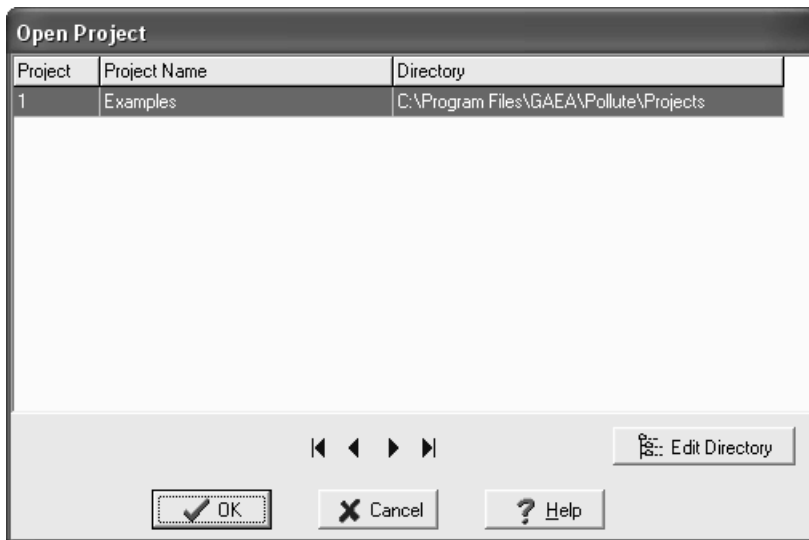 Open Project
Project Project Name Directory
1 Examples C:\Program Files\GAEA\Pollute\Projects
Edit Directory
OK Cancel Help